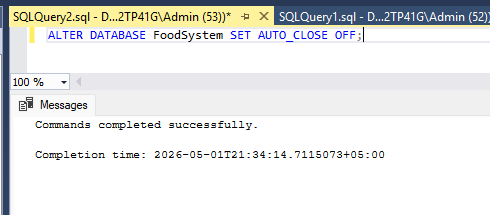 SQLQuery2.sql - D...2TP41G\Admin (53))* SQLQuery1.sql - D...2TP41G\Admin (52))
ALTER DATABASE FoodSystem SET AUTO_CLOSE OFF;
100 %
Messages
Commands completed successfully.
Completion time: 2026-05-01T21:34:14.7115073+05:00